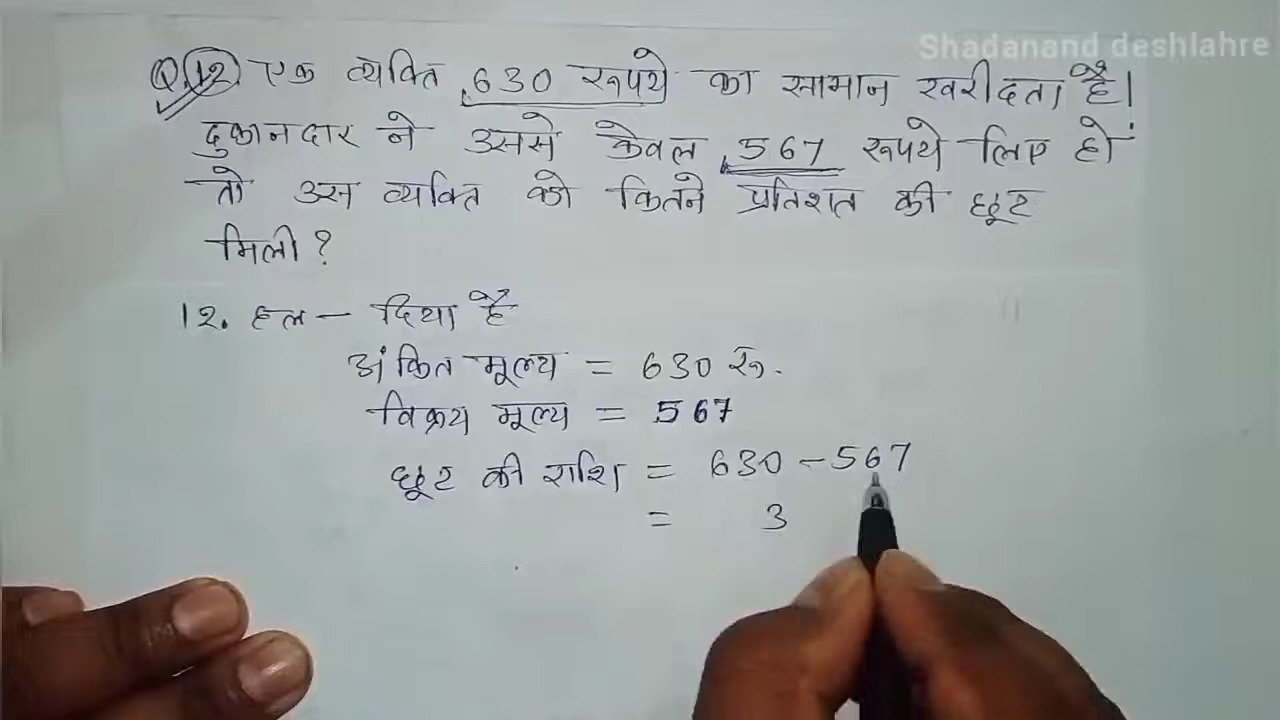 Shadanand deshlahre
Q.12 एक व्यक्ति 630 रूपये का सामान खरीदता है।
दुकानदार ने उससे केवल 567 रूपये लिए हों
तो उस व्यक्ति को कितने प्रतिशत की छूट
मिली ?
12. हल - दिया है
अंकित मूल्य = 630 रू.
विक्रय मूल्य = 567
छूट की राशि = 630 - 567
= 3